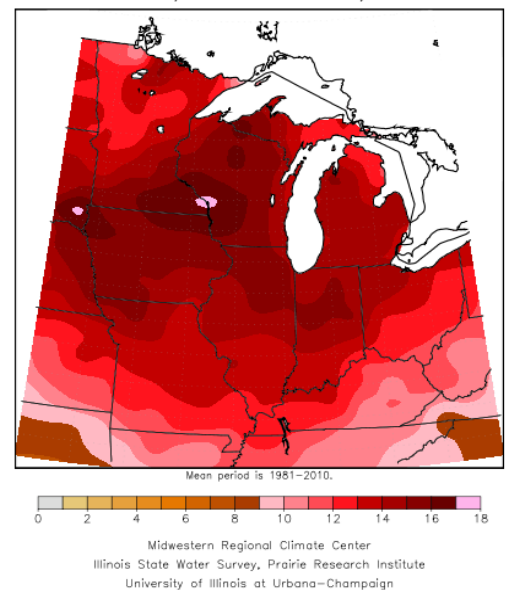 Mean period is 1981-2010.
0 2 4 6 8 10 12 14 16 18
Midwestern Regional Climate Center
Illinois State Water Survey, Prairie Research Institute
University of Illinois at Urbana-Champaign